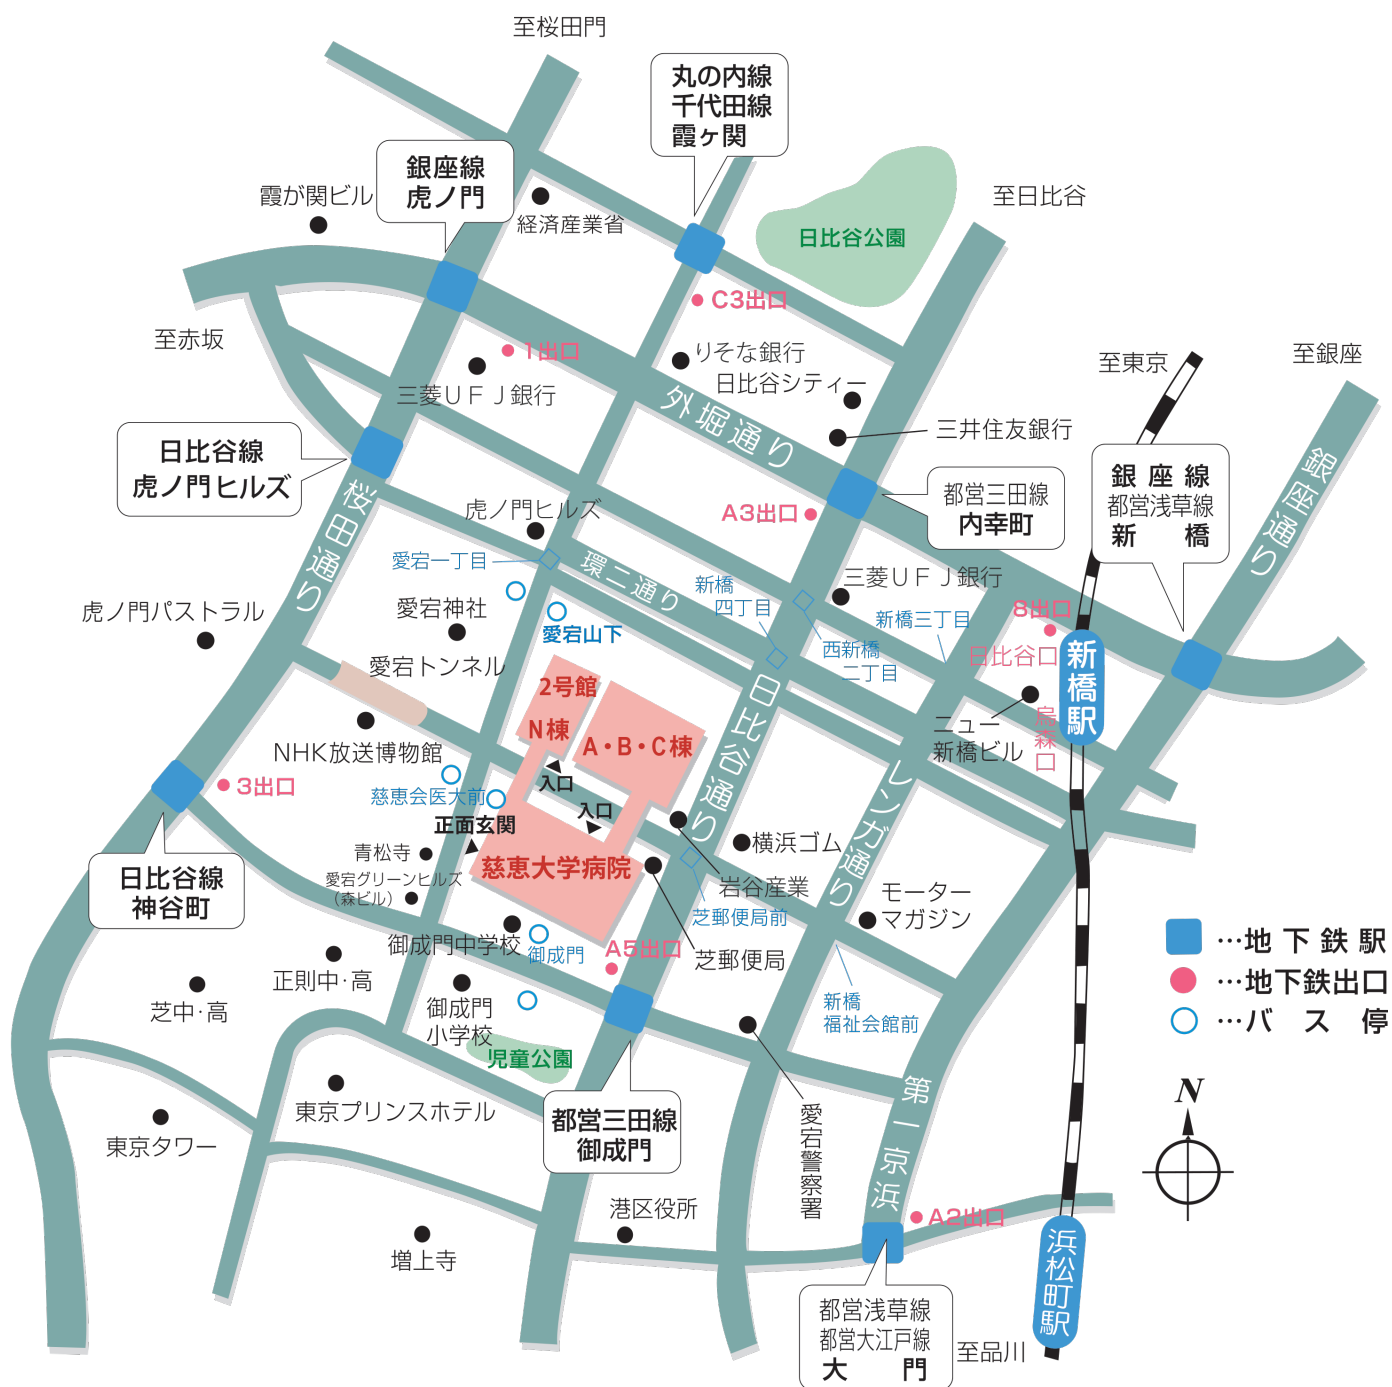 至桜田門
丸の内線
千代田線
霞ヶ関
銀座線
虎ノ門
霞が関ビル
経済産業省
至日比谷
日比谷公園
C3出口
至赤坂
1出口
三菱UFJ銀行
りそな銀行
日比谷シティー
至東京
至銀座
外堀通り
三井住友銀行
日比谷線
虎ノ門ヒルズ
銀座線
都営浅草線
新橋
銀座通り
都営三田線
内幸町
A3出口
桜田通り
虎ノ門ヒルズ
愛宕一丁目
環二通り
新橋
四丁目
三菱UFJ銀行
新橋三丁目
8出口
日比谷口
新橋駅
虎ノ門パストラル
愛宕神社
愛宕山下
西新橋
二丁目
愛宕トンネル
2号館
N棟
A・B・C棟
日比谷通り
ニュー
新橋ビル
烏森口
NHK放送博物館
入口
3出口
慈恵会医大前
入口
正面玄関
レンガ通り
横浜ゴム
青松寺
慈恵大学病院
愛宕グリーンヒルズ
（森ビル）
岩谷産業
モーター
マガジン
日比谷線
神谷町
芝郵便局前
御成門中学校
御成門
A5出口
芝郵便局
…地下鉄駅
…地下鉄出口
…バス停
正則中・高
芝中・高
御成門
小学校
新橋
福祉会館前
児童公園
N
第一京浜
東京プリンスホテル
東京タワー
都営三田線
御成門
愛宕警察署
港区役所
A2出口
増上寺
浜松町駅
都営浅草線
都営大江戸線
大門
至品川